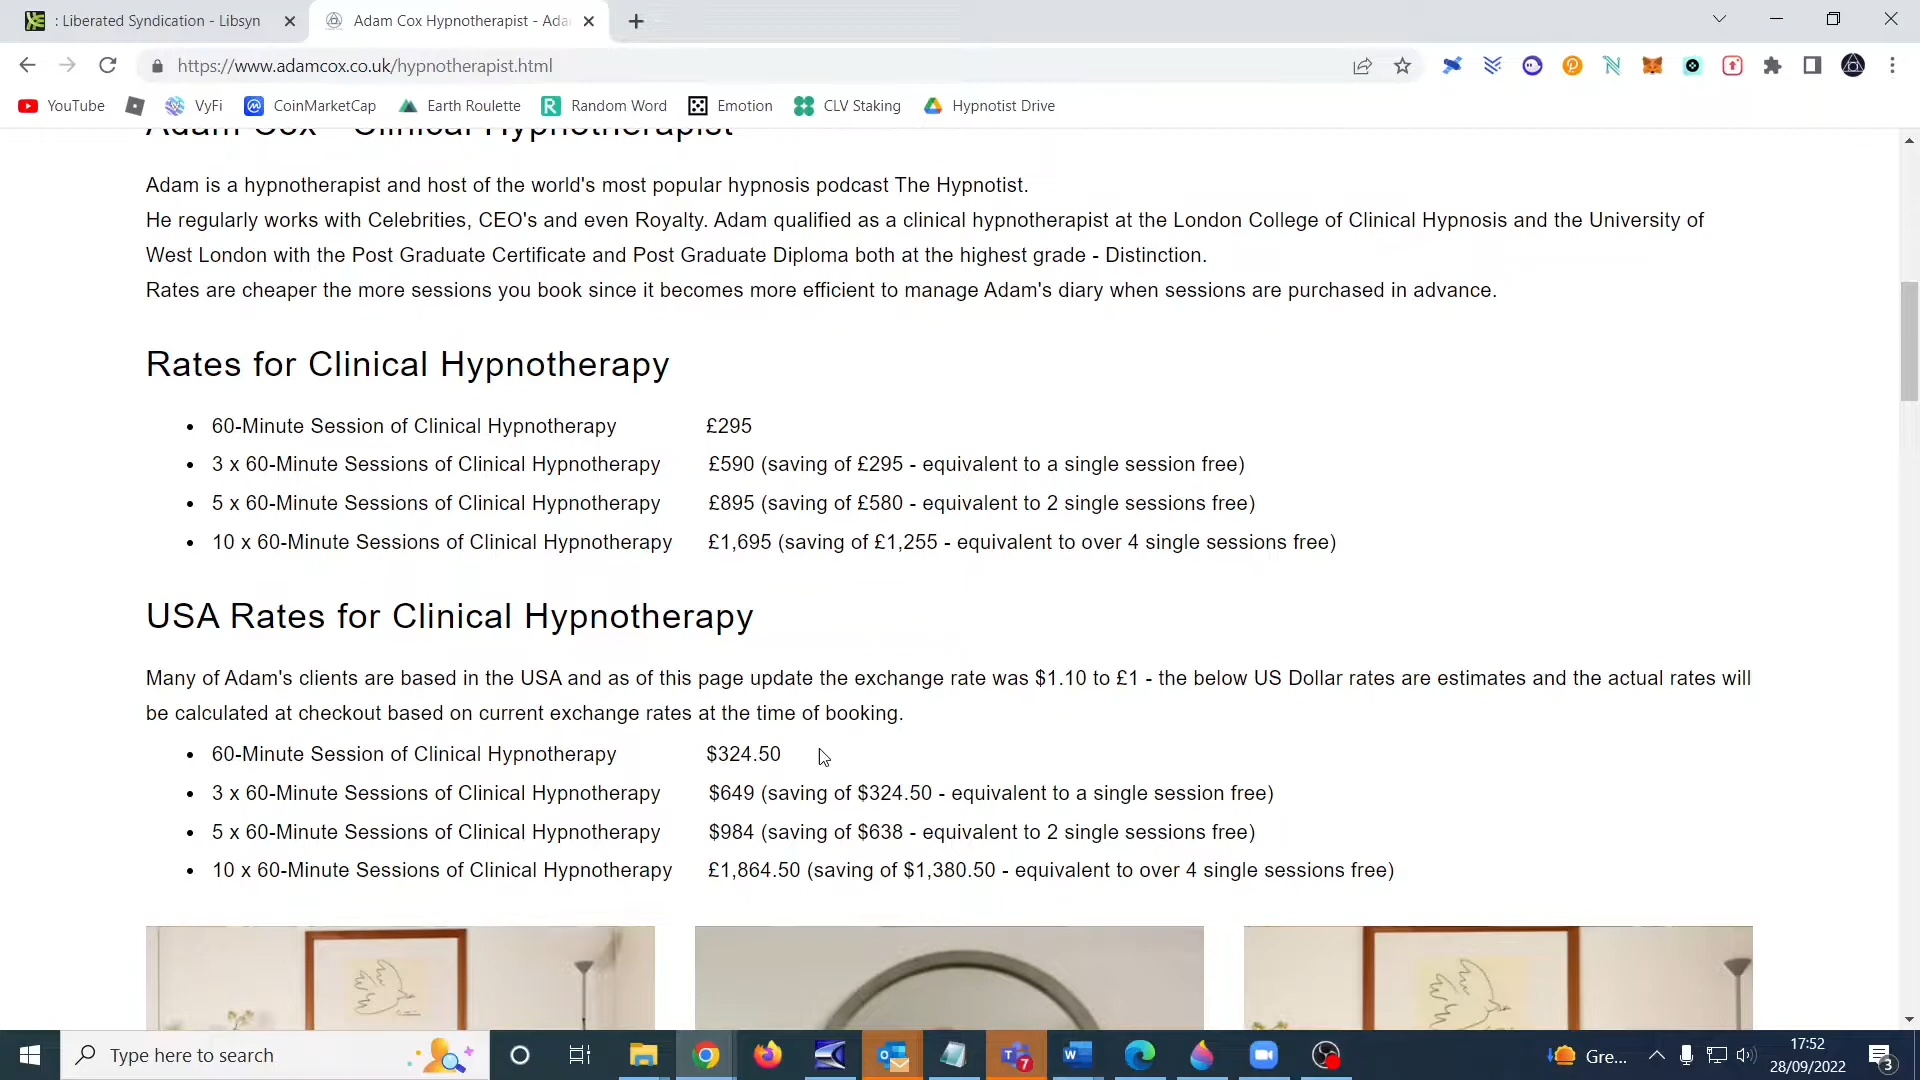 : Liberated Syndication - Libsyn
Adam Cox Hypnotherapist - Ada
https://www.adamcox.co.uk/hypnotherapist.html
YouTube
VyFi
CoinMarketCap
Earth Roulette
Random Word
Emotion
CLV Staking
Hypnotist Drive
Adam Cox - Clinical Hypnotherapist
Adam is a hypnotherapist and host of the world's most popular hypnosis podcast The Hypnotist.
He regularly works with Celebrities, CEO's and even Royalty. Adam qualified as a clinical hypnotherapist at the London College of Clinical Hypnosis and the University of
West London with the Post Graduate Certificate and Post Graduate Diploma both at the highest grade - Distinction.
Rates are cheaper the more sessions you book since it becomes more efficient to manage Adam's diary when sessions are purchased in advance.
Rates for Clinical Hypnotherapy
• 60-Minute Session of Clinical Hypnotherapy £295
• 3 x 60-Minute Sessions of Clinical Hypnotherapy £590 (saving of £295 - equivalent to a single session free)
• 5 x 60-Minute Sessions of Clinical Hypnotherapy £895 (saving of £580 - equivalent to 2 single sessions free)
• 10 x 60-Minute Sessions of Clinical Hypnotherapy £1,695 (saving of £1,255 - equivalent to over 4 single sessions free)
USA Rates for Clinical Hypnotherapy
Many of Adam's clients are based in the USA and as of this page update the exchange rate was $1.10 to £1 - the below US Dollar rates are estimates and the actual rates will
be calculated at checkout based on current exchange rates at the time of booking.
• 60-Minute Session of Clinical Hypnotherapy $324.50
• 3 x 60-Minute Sessions of Clinical Hypnotherapy $649 (saving of $324.50 - equivalent to a single session free)
• 5 x 60-Minute Sessions of Clinical Hypnotherapy $984 (saving of $638 - equivalent to 2 single sessions free)
• 10 x 60-Minute Sessions of Clinical Hypnotherapy £1,864.50 (saving of $1,380.50 - equivalent to over 4 single sessions free)
Type here to search
7
Gre...
17:52
28/09/2022
3